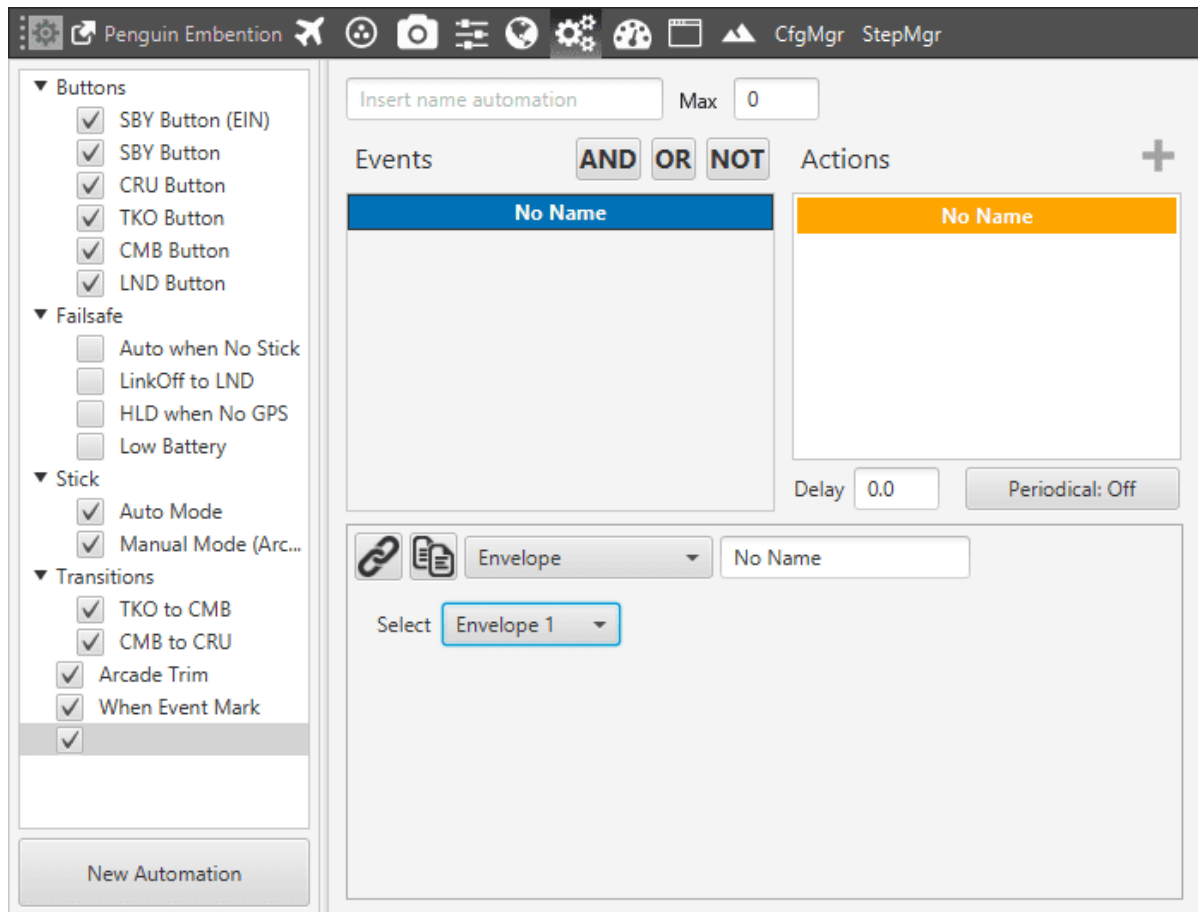 Penguin Embention CfgMgr StepMgr
Buttons
SBY Button (EIN)
SBY Button
CRU Button
TKO Button
CMB Button
LND Button
Failsafe
Auto when No Stick
LinkOff to LND
HLD when No GPS
Low Battery
Stick
Auto Mode
Manual Mode (Arc...
Transitions
TKO to CMB
CMB to CRU
Arcade Trim
When Event Mark
New Automation
Insert name automation Max 0
Events AND OR NOT Actions
No Name
No Name
Delay 0.0 Periodical: Off
Envelope No Name
Select Envelope 1